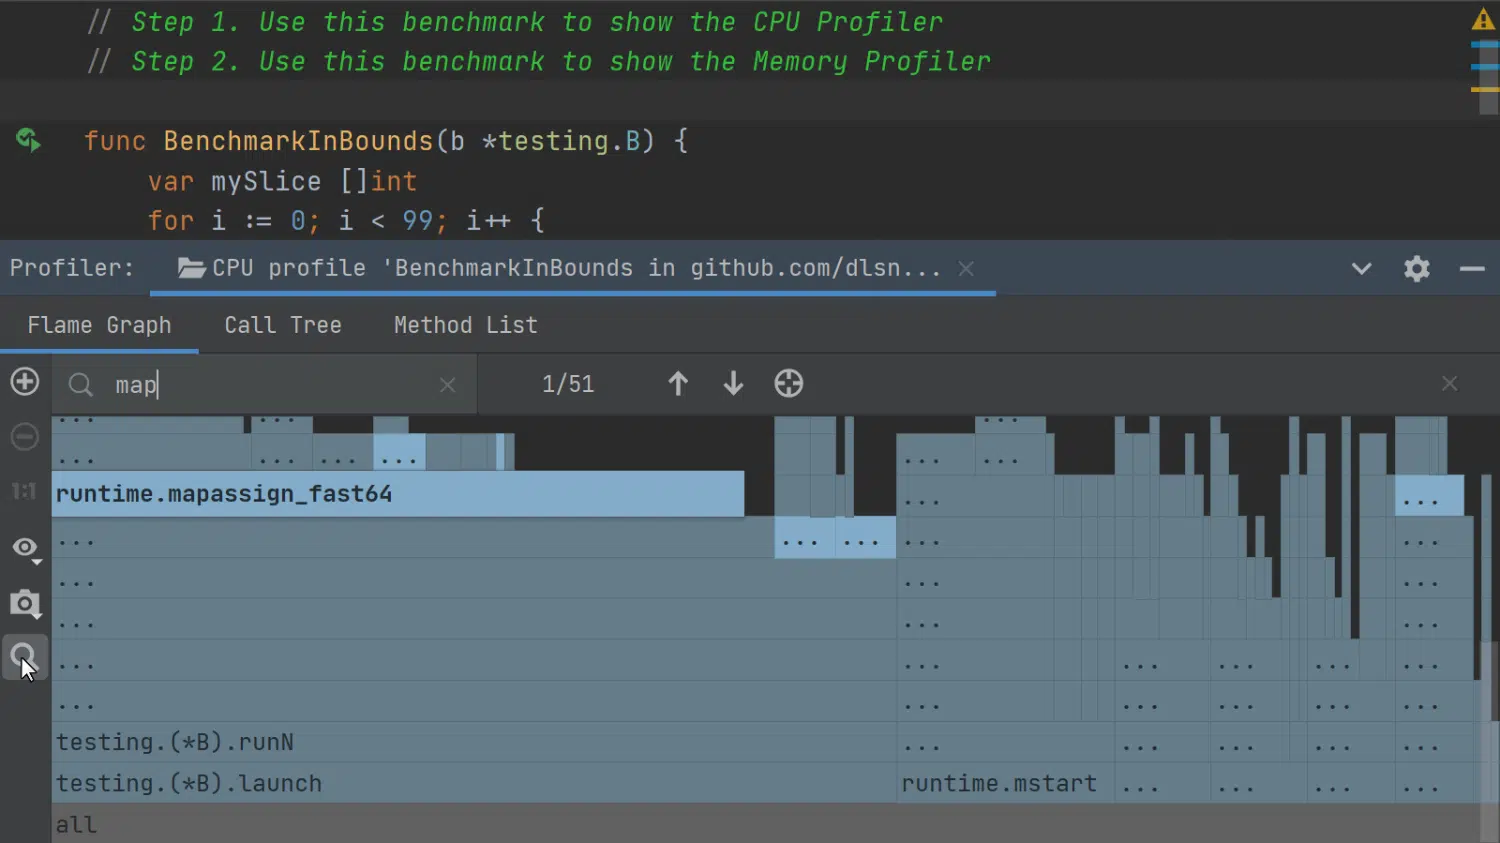 // Step 1. Use this benchmark to show the CPU Profiler
// Step 2. Use this benchmark to show the Memory Profiler
func BenchmarkInBounds(b *testing.B) {
var mySlice []int
for i := 0; i < 99; i++ {
Profiler: CPU profile 'BenchmarkInBounds in github.com/dlsn...
Flame Graph Call Tree Method List
map 1/51
... ...
... ... ... ... ... ...
runtime.mapassign_fast64 ... ...
... ... ... ... ...
... ... ...
... ... ...
... ... ... ... ... ...
... ... ... ... ... ...
testing.(*B).runN ... ... ... ... ...
testing.(*B).launch runtime.mstart ... ... ... ...
all
1:1